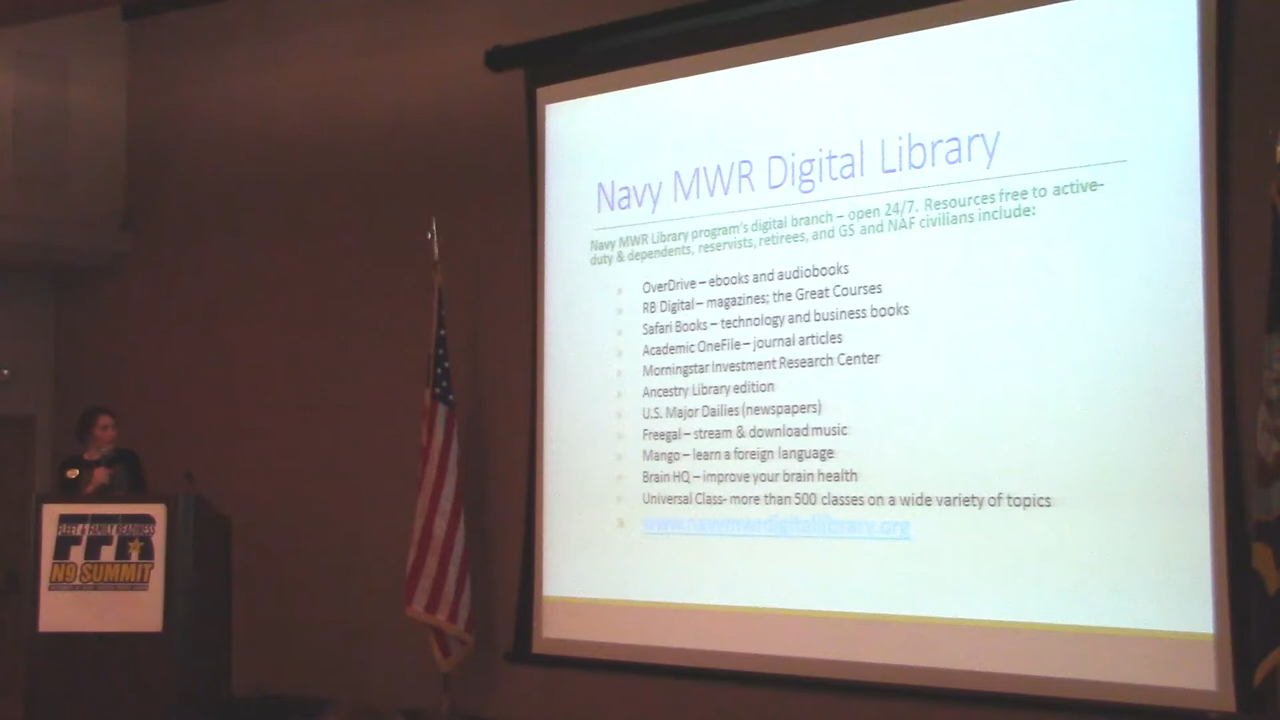 Navy MWR Digital Library
Navy MWR Library program's digital branch – open 24/7. Resources free to active-
duty & dependents, reservists, retirees, and GS and NAF civilians include:
OverDrive – ebooks and audiobooks
RB Digital – magazines; the Great Courses
Safari Books – technology and business books
Academic OneFile – journal articles
Morningstar Investment Research Center
Ancestry Library edition
U.S. Major Dailies (newspapers)
Freegal – stream & download music
Mango – learn a foreign language
Brain HQ – improve your brain health
Universal Class- more than 500 classes on a wide variety of topics
www.navymwrdigitallibrary.org
FLEET & FAMILY READINESS
FFR
N9 SUMMIT